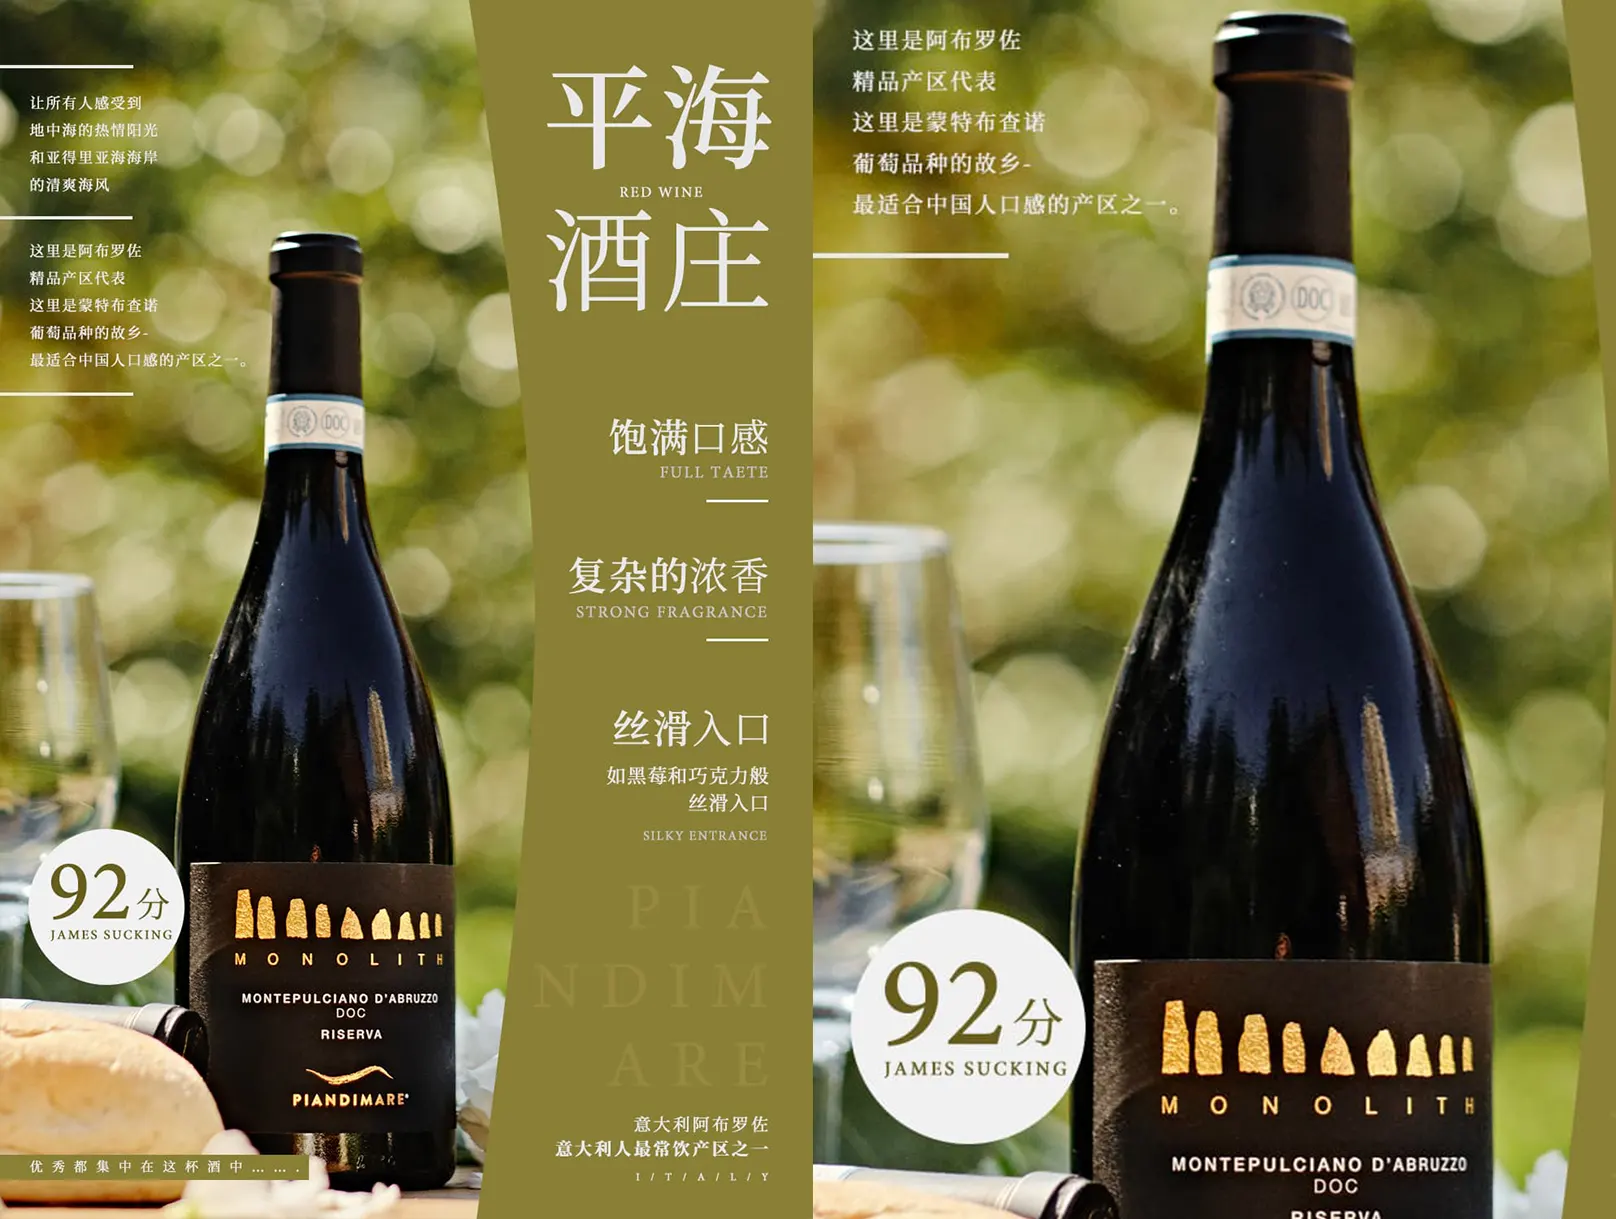 让所有人感受到
地中海的热情阳光
和亚得里亚海海岸
的清爽海风
这里是阿布罗佐
精品产区代表
这里是蒙特布查诺
葡萄品种的故乡-
最适合中国人口感的产区之一。
DOC
92分
JAMES SUCKING
MONOLITH
MONTEPULCIANO D'ABRUZZO
DOC
RISERVA
PIANDIMARE®
优秀都集中在这杯酒中... ... .
平海
RED WINE
酒庄
饱满口感
FULL TAETE
复杂的浓香
STRONG FRAGRANCE
丝滑入口
如黑莓和巧克力般
丝滑入口
SILKY ENTRANCE
PIA
NDIM
ARE
意大利阿布罗佐
意大利人最常饮产区之一
I/T/A/L/Y
这里是阿布罗佐
精品产区代表
这里是蒙特布查诺
葡萄品种的故乡-
最适合中国人口感的产区之一。
DOC
92分
JAMES SUCKING
MONOLITH
MONTEPULCIANO D'ABRUZZO
DOC
RISERVA